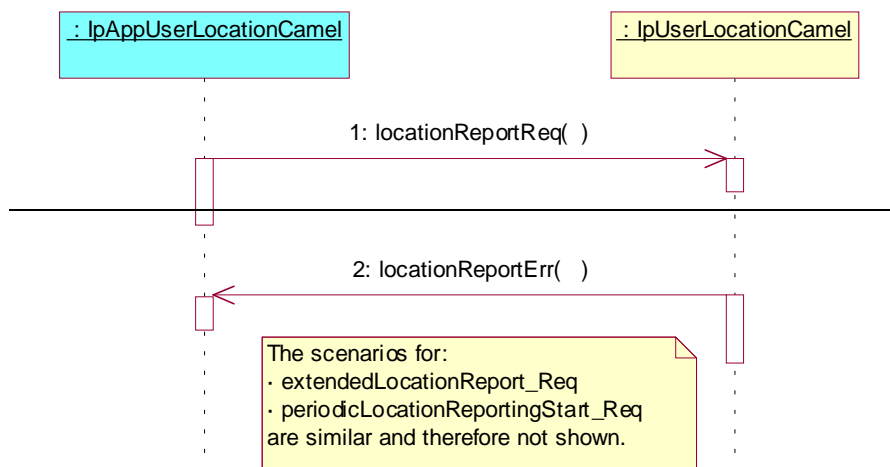 : IpAppUserLocationCamel
: IpUserLocationCamel
1: locationReportReq( )
2: locationReportErr( )
The scenarios for:
· extendedLocationReport_Req
· periodicLocationReportingStart_Req
are similar and therefore not shown.